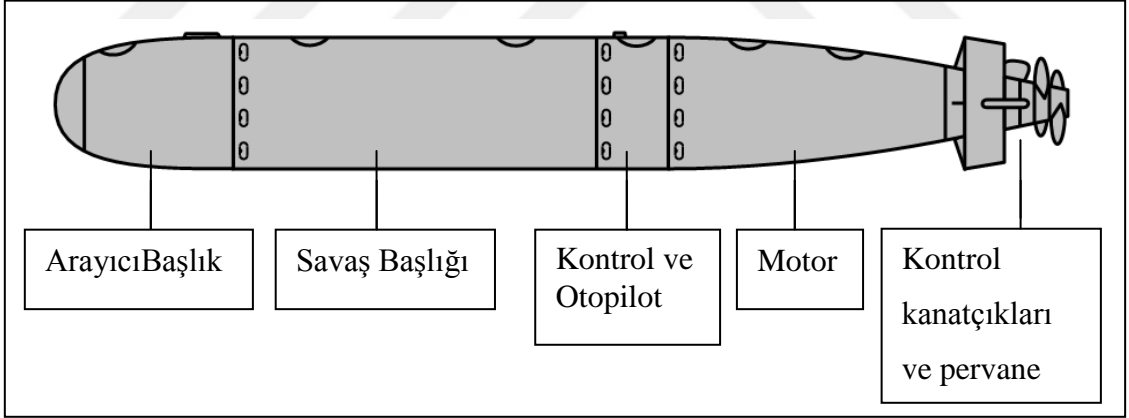 ArayıcıBaşlık
Savaş Başlığı
Kontrol ve
Otopilot
Motor
Kontrol
kanatçıkları
ve pervane